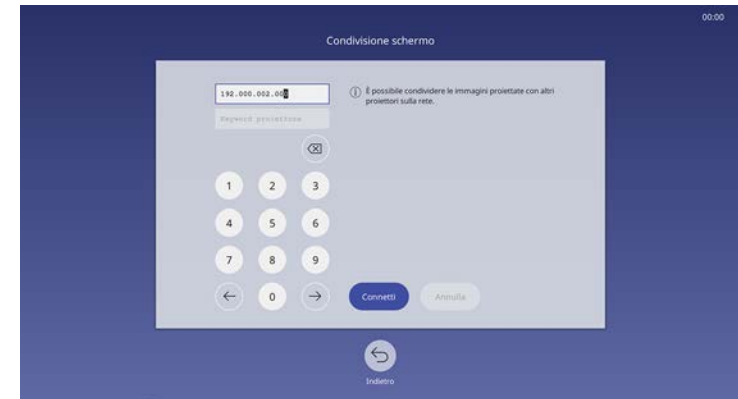 00:00
Condivisione schermo
192.000.002.000
È possibile condividere le immagini proiettate con altri
proiettori sulla rete.
Keyword proiettore
1 2 3
4 5 6
7 8 9
0
Connetti Annulla
Indietro